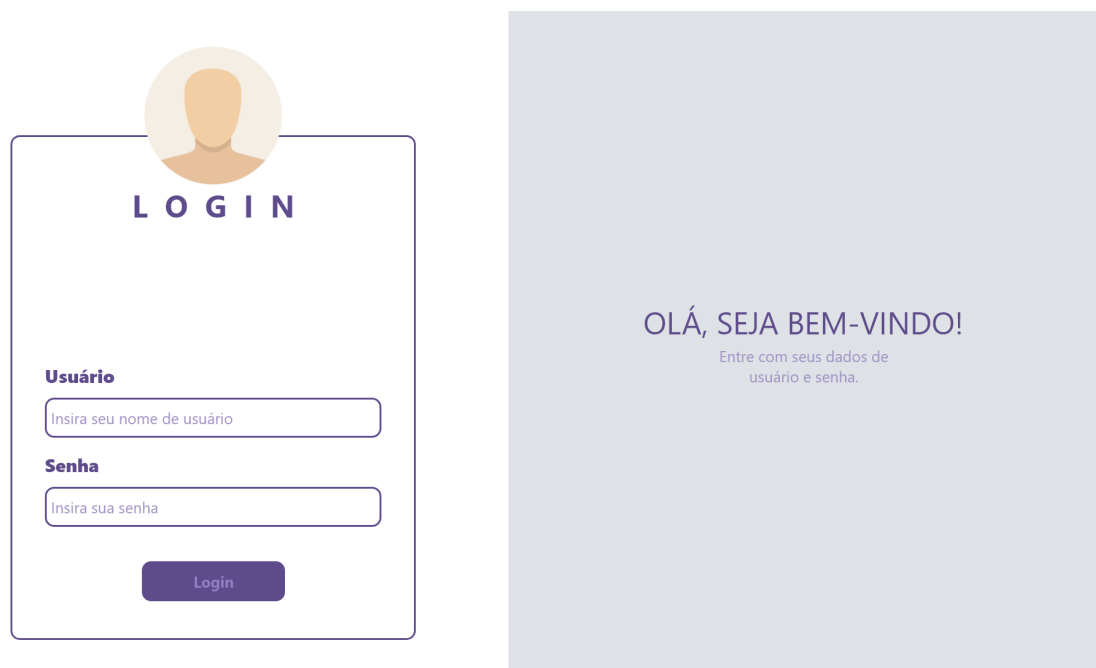 LOGIN
Usuário
Insira seu nome de usuário
Senha
Insira sua senha
Login
OLÁ, SEJA BEM-VINDO!
Entre com seus dados de
usuário e senha.